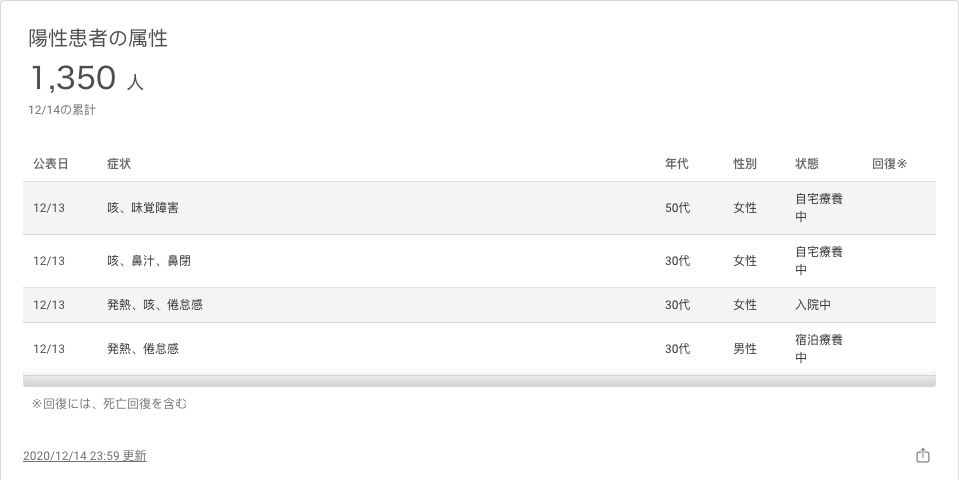 陽性患者の属性
1,350 人
12/14の累計
公表日 症状 年代 性別 状態 回復※
12/13 咳、味覚障害 50代 女性 自宅療養
中
12/13 咳、鼻汁、鼻閉 30代 女性 自宅療養
中
12/13 発熱、咳、倦怠感 30代 女性 入院中
12/13 発熱、倦怠感 30代 男性 宿泊療養
中
※回復には、死亡回復を含む
2020/12/14 23:59 更新